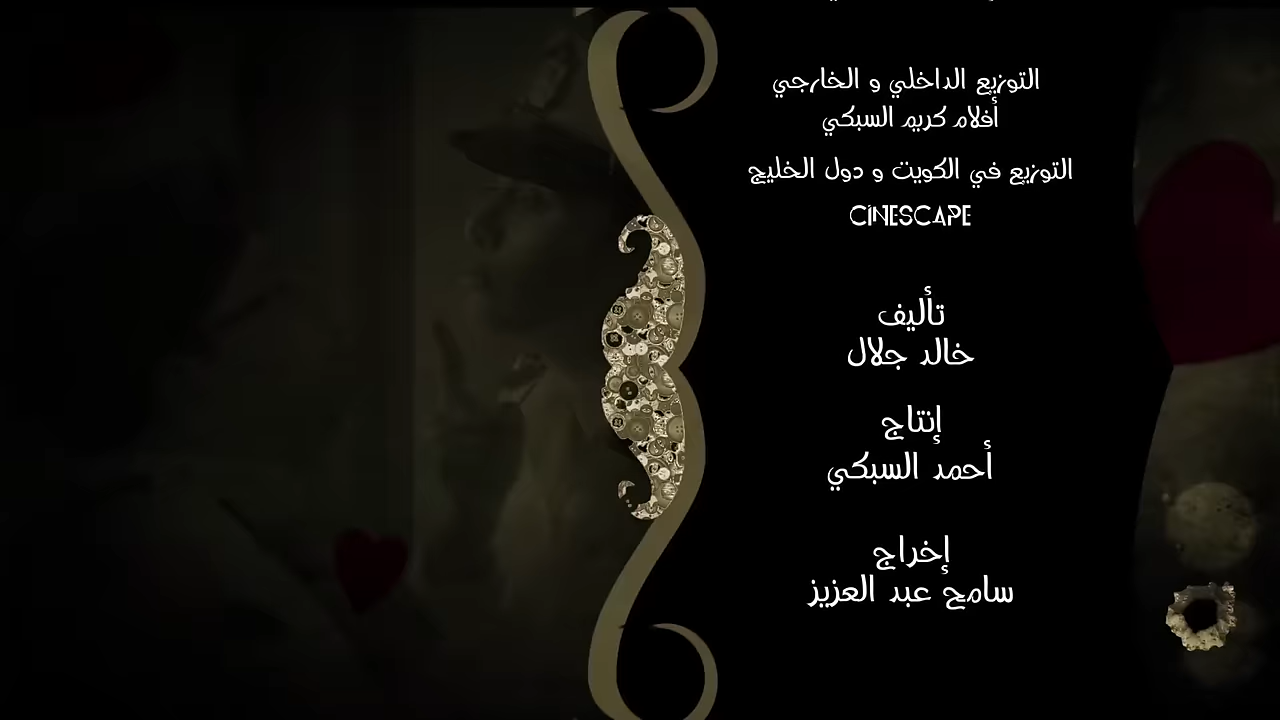 التوزيع الداخلي و الخارجي
أفلام كريم السبكي
التوزيع في الكويت و دول الخليج
CINESCAPE
تأليف
خالد جلال
إنتاج
أحمد السبكي
إخراج
سامح عبد العزيز